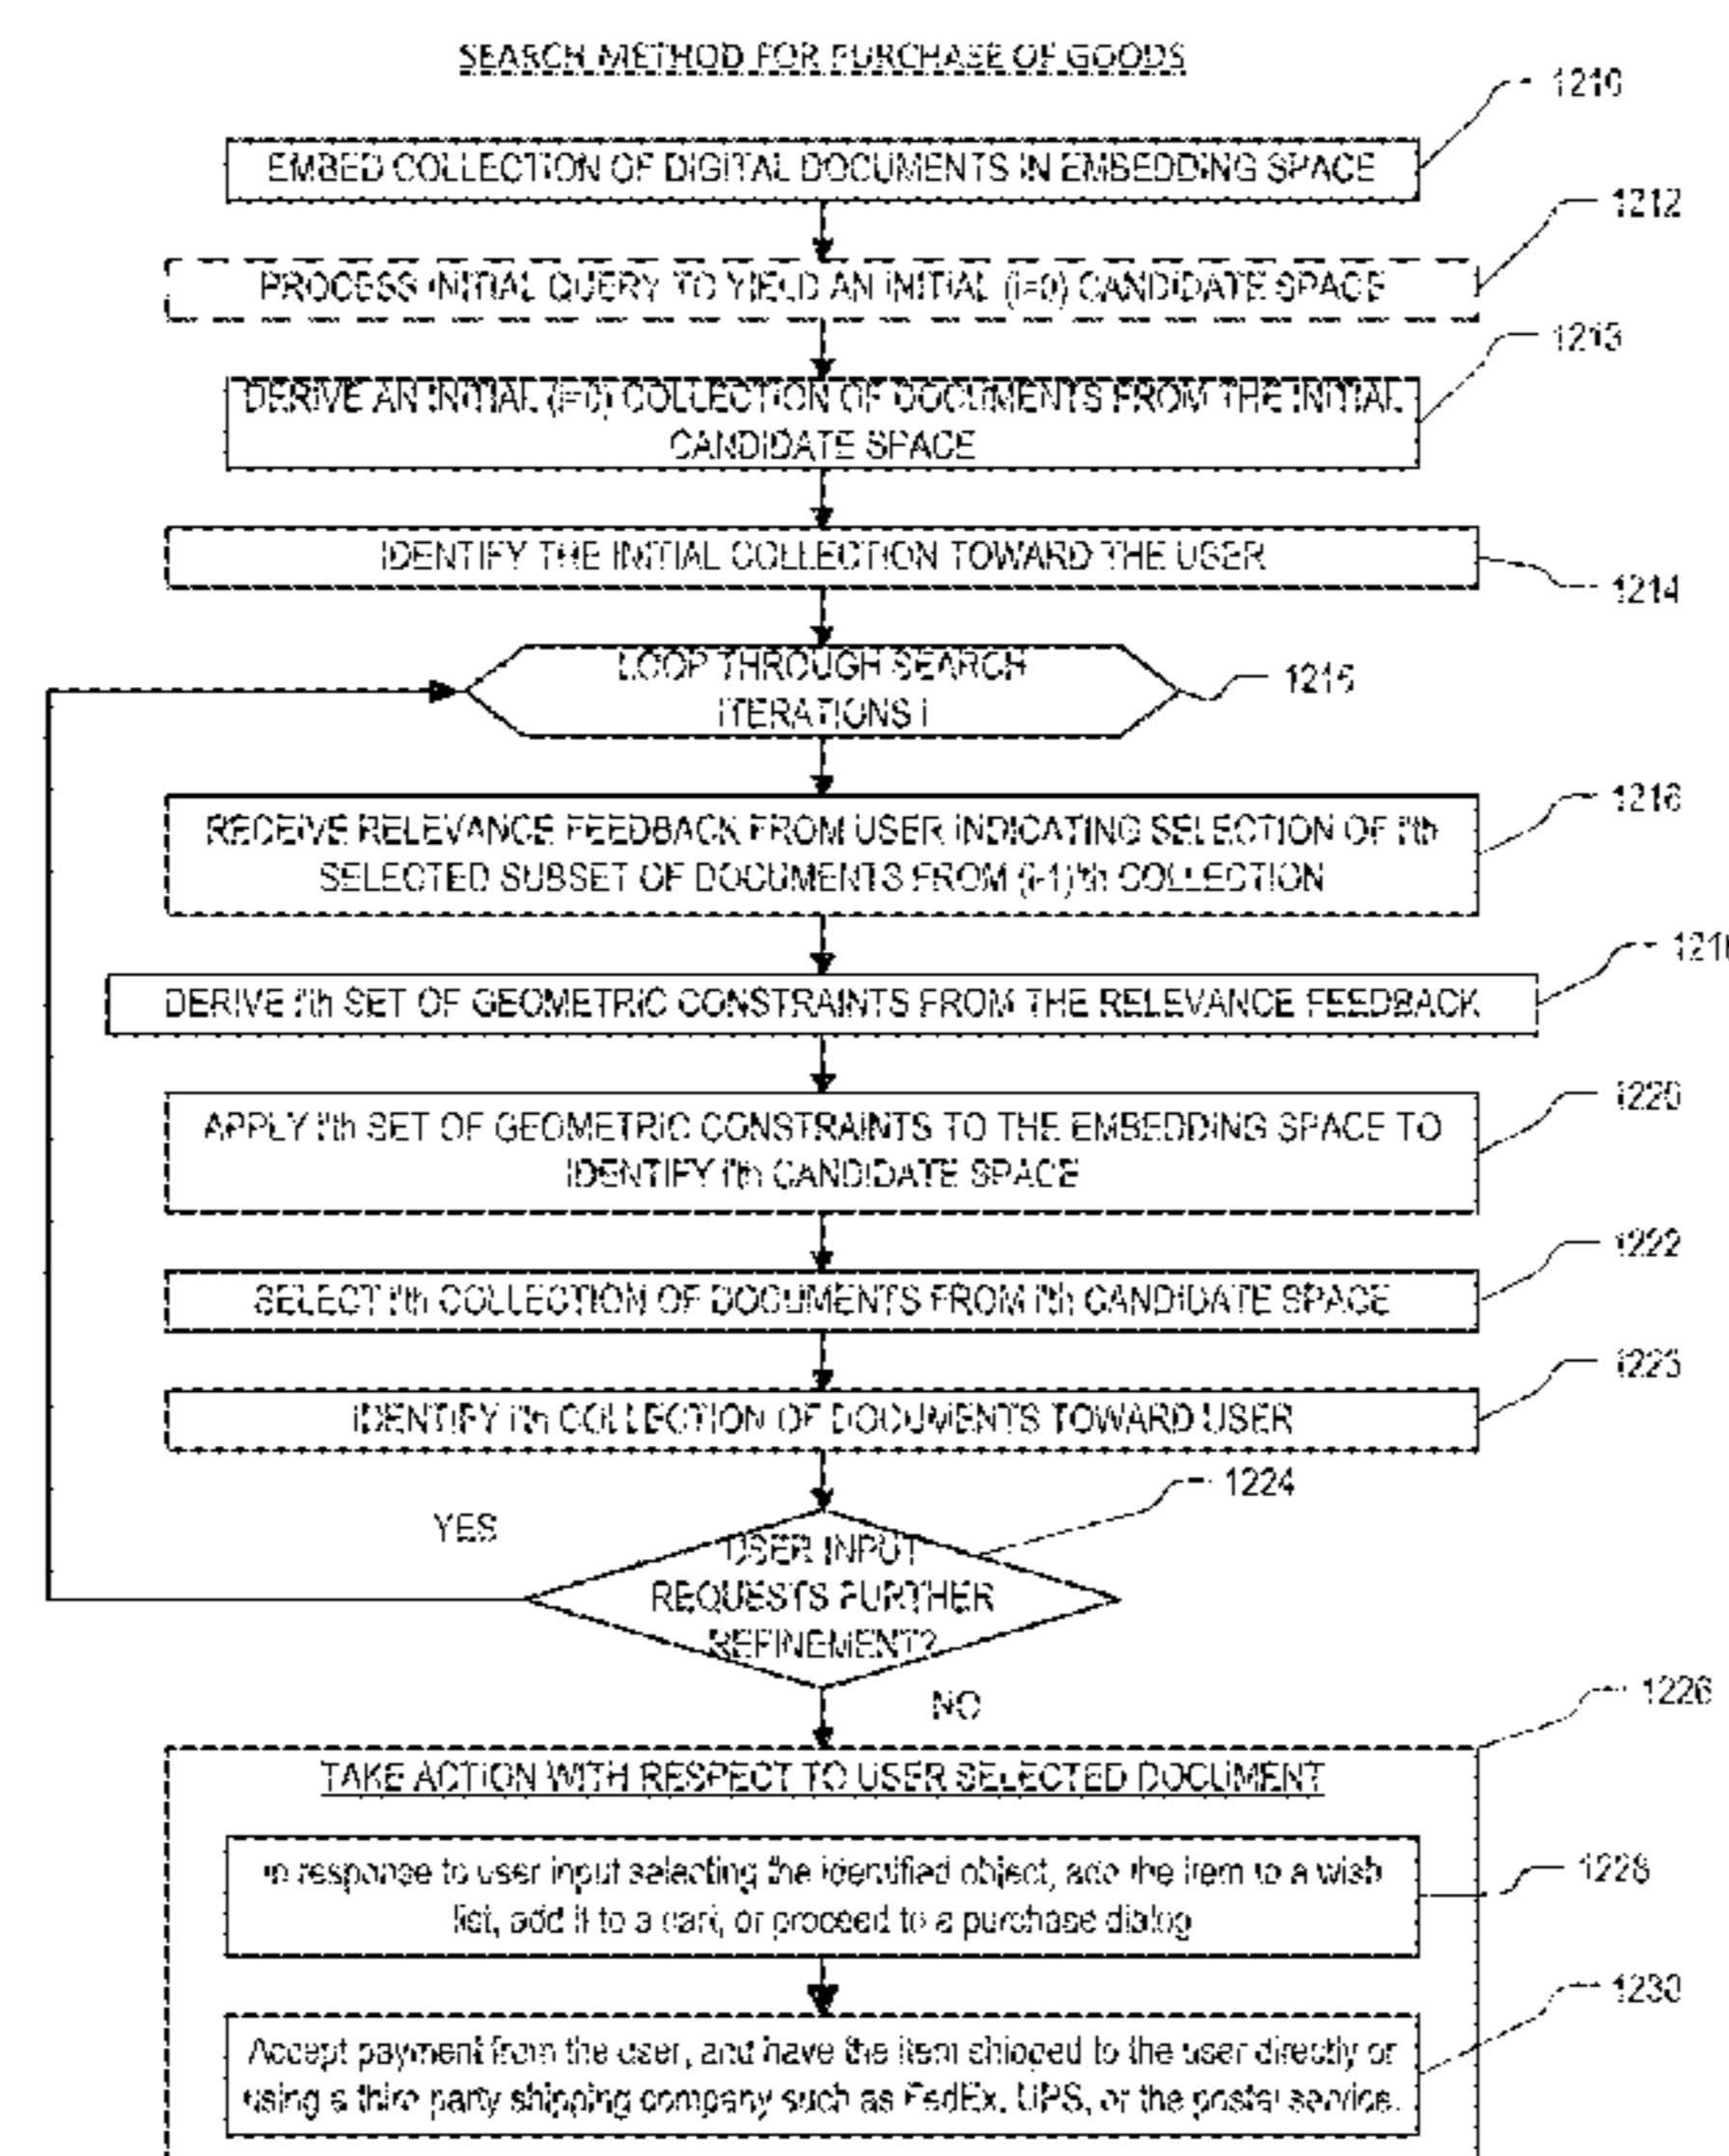 SEARCH METHOD FOR PURCHASE OF GOODS
1210
EMBED COLLECTION OF DIGITAL DOCUMENTS IN EMBEDDING SPACE
1212
PROCESS INITIAL QUERY TO YIELD AN INITIAL (i=0) CANDIDATE SPACE
1213
DERIVE AN INITIAL (i=0) COLLECTION OF DOCUMENTS FROM THE INITIAL
CANDIDATE SPACE
IDENTIFY THE INITIAL COLLECTION TOWARD THE USER
1214
LOOP THROUGH SEARCH
ITERATIONS i
1215
1216
RECEIVE RELEVANCE FEEDBACK FROM USER INDICATING SELECTION OF i'th
SELECTED SUBSET OF DOCUMENTS FROM (i-1)'th COLLECTION
DERIVE i'th SET OF GEOMETRIC CONSTRAINTS FROM THE RELEVANCE FEEDBACK
1220
APPLY i'th SET OF GEOMETRIC CONSTRAINTS TO THE EMBEDDING SPACE TO
IDENTIFY i'th CANDIDATE SPACE
1222
SELECT i'th COLLECTION OF DOCUMENTS FROM i'th CANDIDATE SPACE
1223
IDENTIFY i'th COLLECTION OF DOCUMENTS TOWARD USER
1224
YES
USER INPUT
REQUESTS FURTHER
REFINEMENT?
NO
1226
TAKE ACTION WITH RESPECT TO USER SELECTED DOCUMENT
In response to user input selecting the identified object, add the item to a wish
list, add it to a cart, or proceed to a purchase dialog
1228
1230
Accept payment from the user, and have the item shipped to the user directly or
using a third party shipping company such as FedEx, UPS, or the postal service.